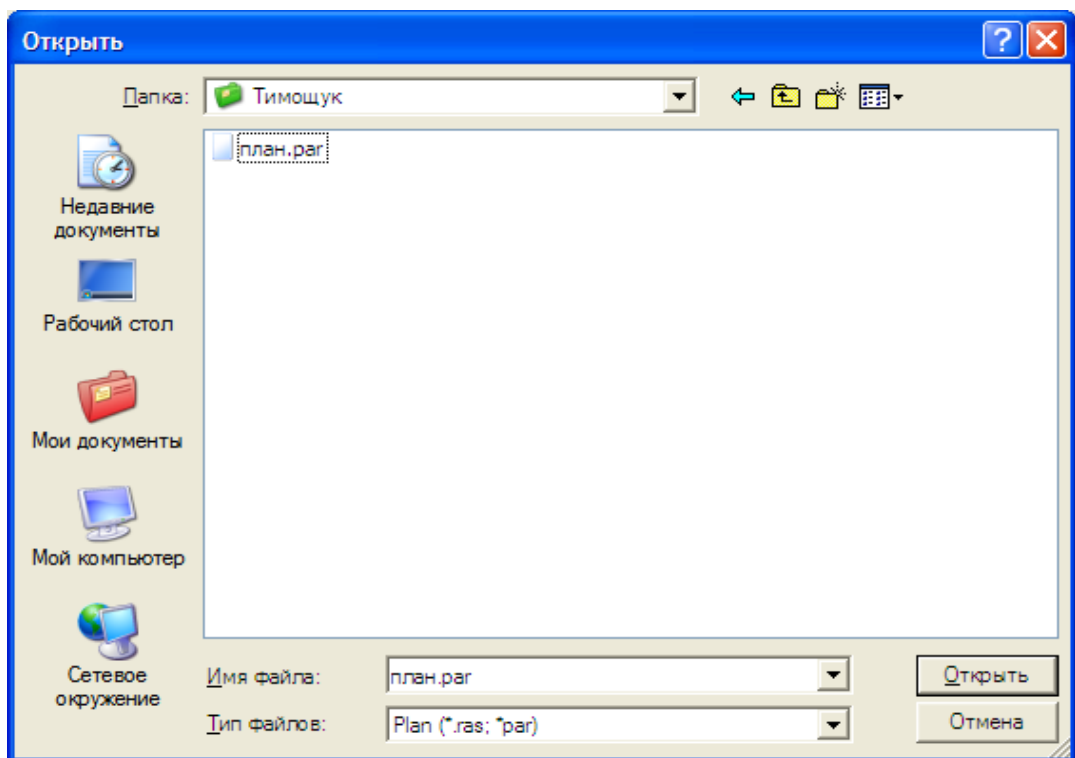 Открыть
Папка:
Тимощук
план.par
Недавние
документы
Рабочий стол
Мои документы
Мой компьютер
Сетевое
окружение
Имя файла:
план.par
Открыть
Тип файлов:
Plan (*.ras; *par)
Отмена